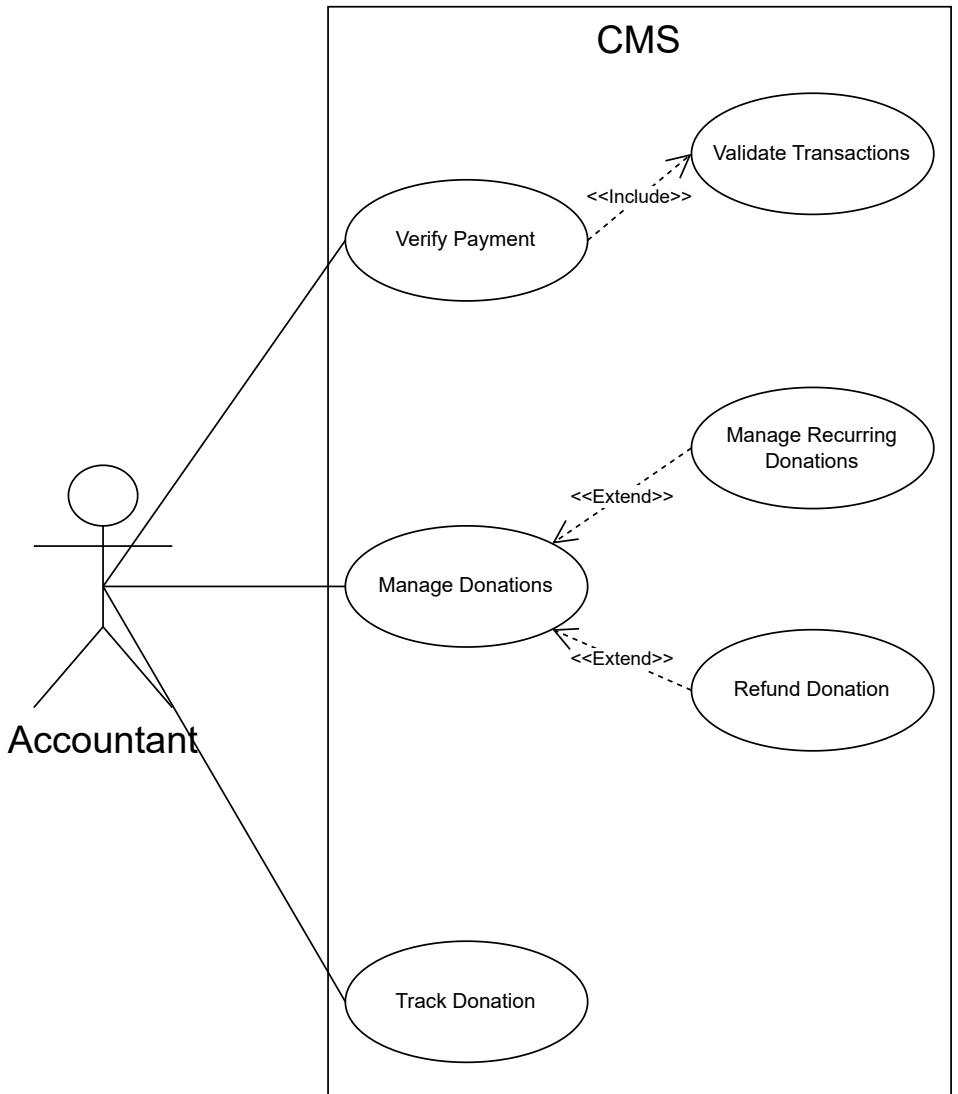 CMS
Validate Transactions
<<Include>>
Verify Payment
Manage Recurring
Donations
<<Extend>>
Manage Donations
<<Extend>>
Refund Donation
Accountant
Track Donation